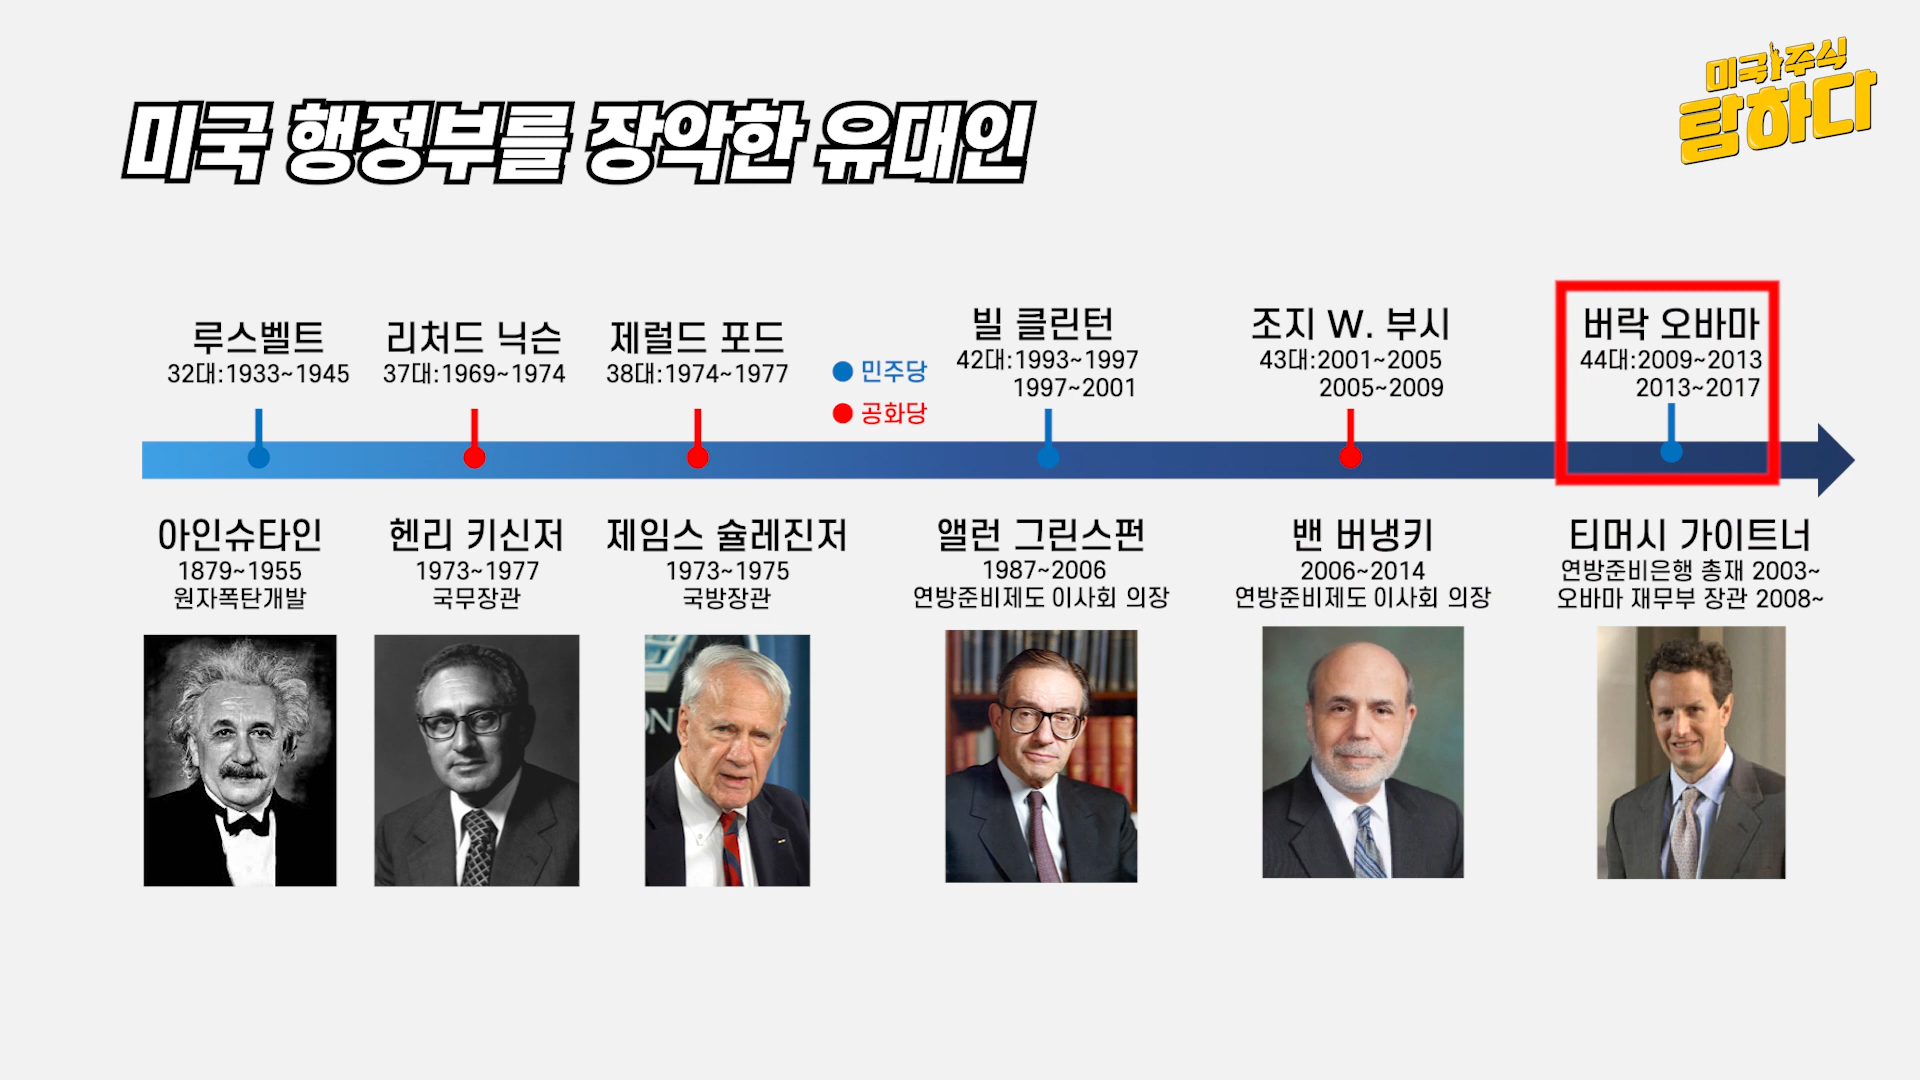 미국 주식
탐하다
미국 행정부를 장악한 유대인
루스벨트
32대:1933~1945
리처드 닉슨
37대:1969~1974
제럴드 포드
38대:1974~1977
민주당
공화당
빌 클린턴
42대:1993~1997
1997~2001
조지 W. 부시
43대:2001~2005
2005~2009
버락 오바마
44대:2009~2013
2013~2017
아인슈타인
1879~1955
원자폭탄개발
헨리 키신저
1973~1977
국무장관
제임스 슐레진저
1973~1975
국방장관
앨런 그린스펀
1987~2006
연방준비제도 이사회 의장
밴 버냉키
2006~2014
연방준비제도 이사회 의장
티머시 가이트너
연방준비은행 총재 2003~
오바마 재무부 장관 2008~
ON